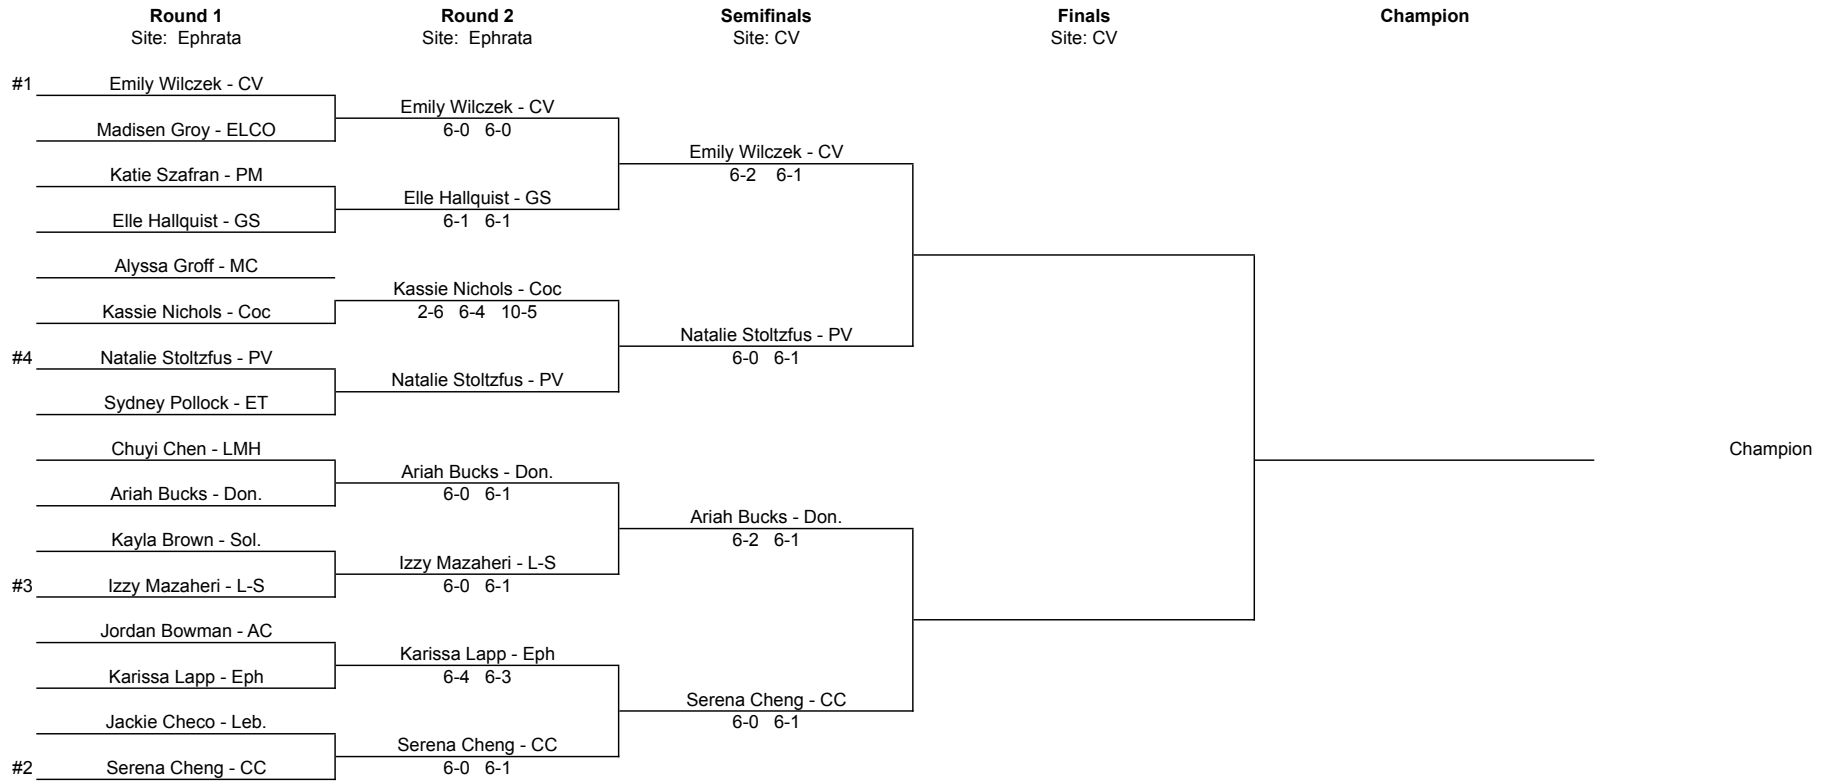 Round 1
Site:  Ephrata
Round 2
Site:  Ephrata
Semifinals
Site: CV
Finals
Site: CV
Champion
#1
Emily Wilczek - CV
Madisen Groy - ELCO
Katie Szafran - PM
Elle Hallquist - GS
Alyssa Groff - MC
Kassie Nichols - Coc
#4
Natalie Stoltzfus - PV
Sydney Pollock - ET
Chuyi Chen - LMH
Ariah Bucks - Don.
Kayla Brown - Sol.
#3
Izzy Mazaheri - L-S
Jordan Bowman - AC
Karissa Lapp - Eph
Jackie Checo - Leb.
#2
Serena Cheng - CC
Emily Wilczek - CV
6-0   6-0
Elle Hallquist - GS
6-1   6-1
Kassie Nichols - Coc
2-6   6-4   10-5
Natalie Stoltzfus - PV
Ariah Bucks - Don.
6-0   6-1
Izzy Mazaheri - L-S
6-0   6-1
Karissa Lapp - Eph
6-4   6-3
Serena Cheng - CC
6-0   6-1
Emily Wilczek - CV
6-2    6-1
Natalie Stoltzfus - PV
6-0   6-1
Ariah Bucks - Don.
6-2   6-1
Serena Cheng - CC
6-0   6-1
Champion